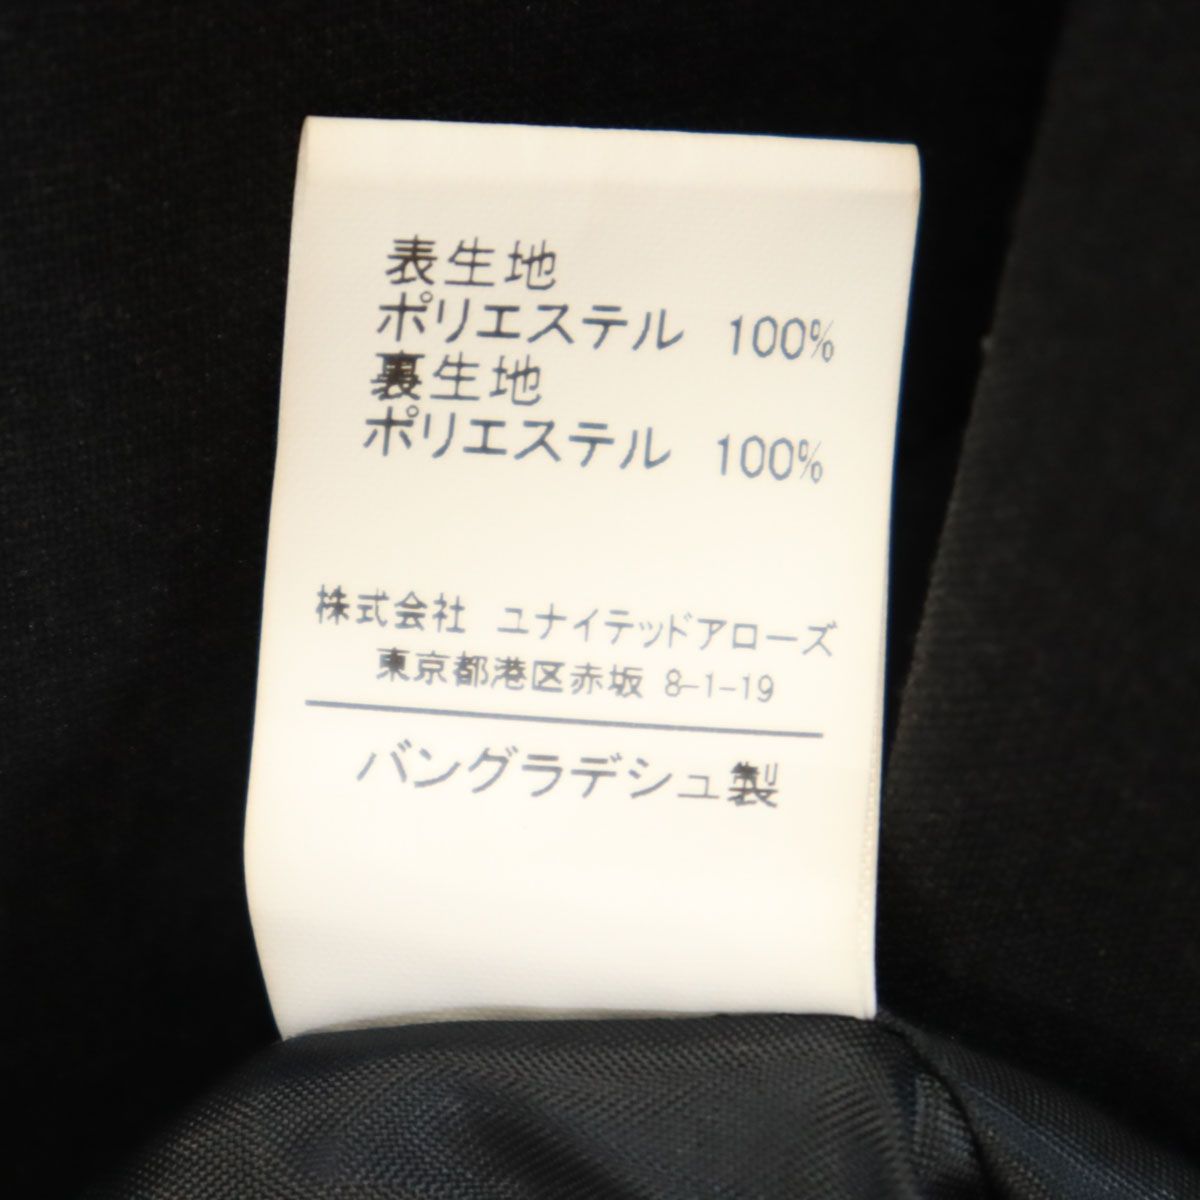 表生地
ポリエステル 100%
裏生地
ポリエステル 100%
株式会社 ユナイテッドアローズ
東京都港区赤坂 8-1-19
バングラデシュ製